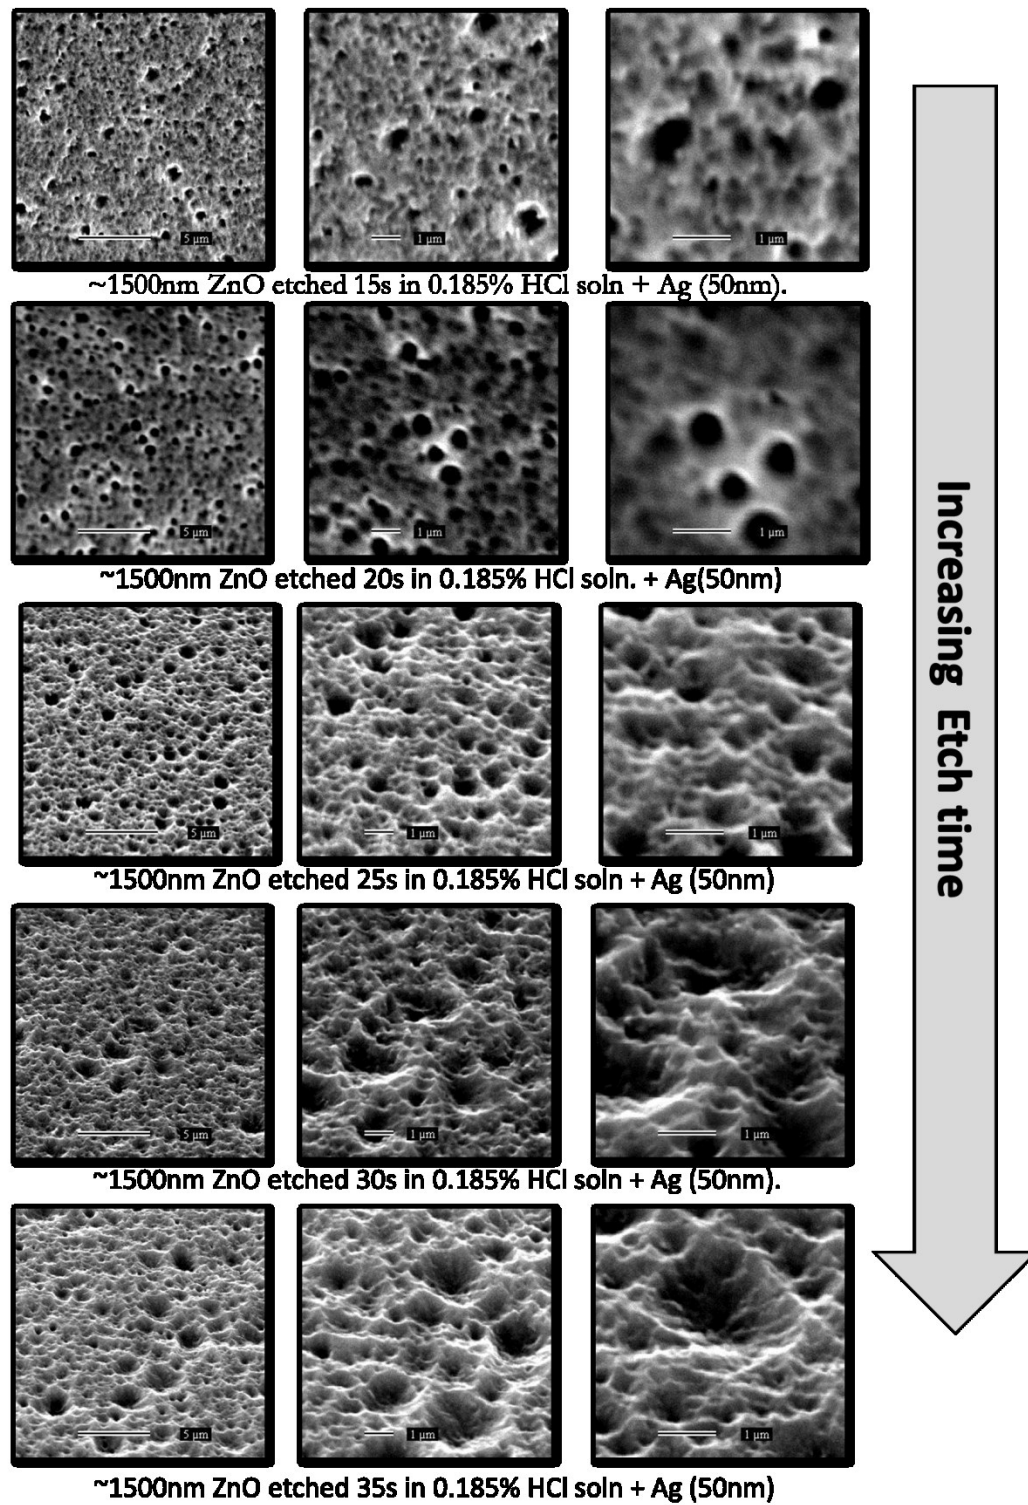 5 µm
1 µm
1 µm
~1500nm ZnO etched 15s in 0.185% HCl soln + Ag (50nm).
5 µm
1 µm
1 µm
~1500nm ZnO etched 20s in 0.185% HCl soln. + Ag(50nm)
5 µm
1 µm
1 µm
~1500nm ZnO etched 25s in 0.185% HCl soln + Ag (50nm)
5 µm
1 µm
1 µm
~1500nm ZnO etched 30s in 0.185% HCl soln + Ag (50nm).
5 µm
1 µm
1 µm
~1500nm ZnO etched 35s in 0.185% HCl soln + Ag (50nm)
Increasing Etch time